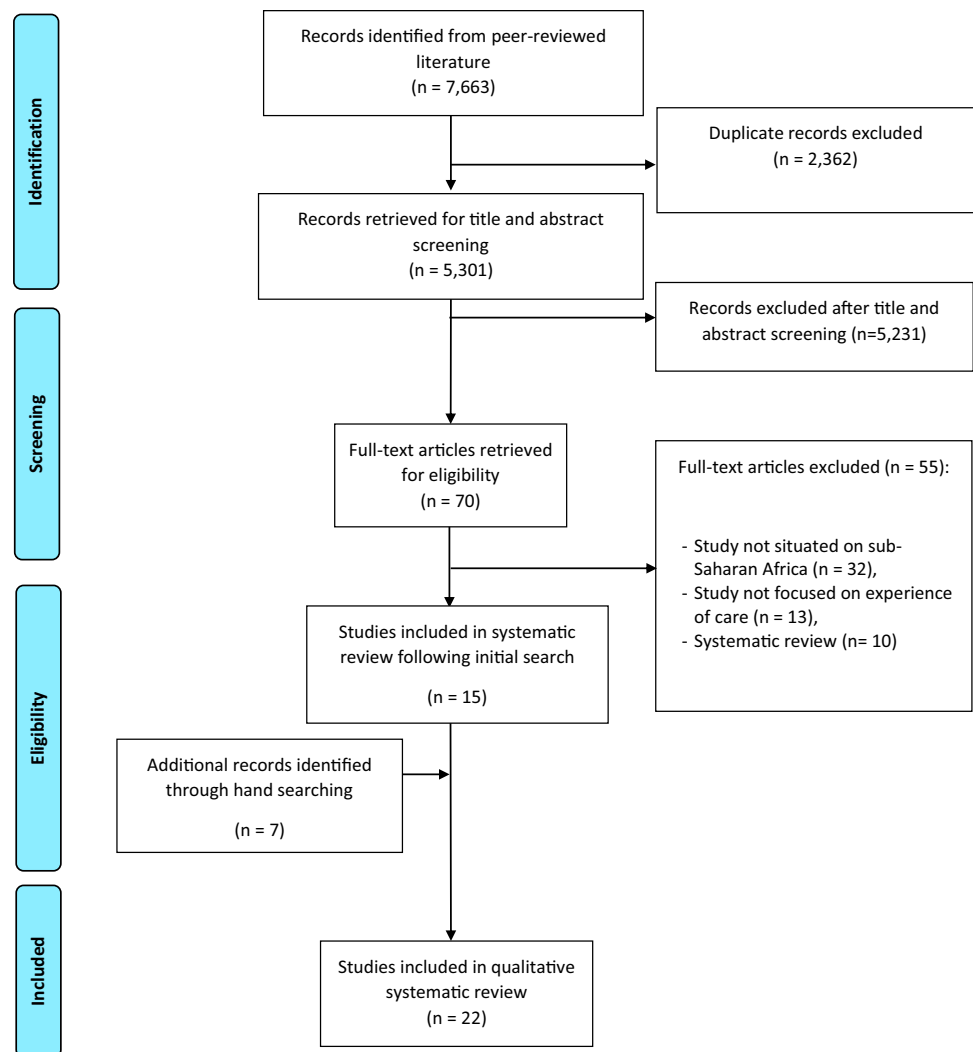 Identification
Records identified from peer-reviewed
literature
(n = 7,663)
Duplicate records excluded
(n = 2,362)
Records retrieved for title and abstract
screening
(n = 5,301)
Screening
Records excluded after title and
abstract screening (n=5,231)
Full-text articles retrieved
for eligibility
(n = 70)
Full-text articles excluded (n = 55):
- Study not situated on sub-
Saharan Africa (n = 32),
- Study not focused on experience
of care (n = 13),
- Systematic review (n= 10)
Eligibility
Studies included in systematic
review following initial search
(n = 15)
Additional records identified
through hand searching
(n = 7)
Included
Studies included in qualitative
systematic review
(n = 22)